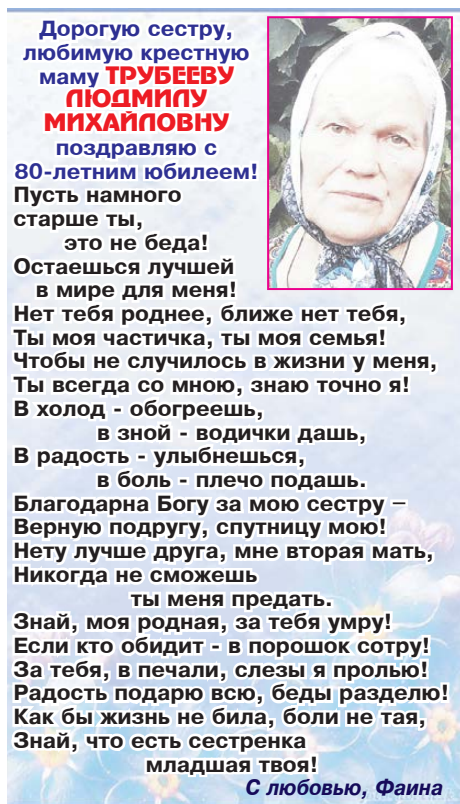 Дорогую сестру,
любимую крестную
маму ТРУБЕЕВУ
ЛЮДМИЛУ
МИХАЙЛОВНУ
поздравляю с
80-летним юбилеем!
Пусть намного
старше ты,
это не беда!
Остаешься лучшей
в мире для меня!
Нет тебя роднее, ближе нет тебя,
Ты моя частичка, ты моя семья!
Чтобы не случилось в жизни у меня,
Ты всегда со мною, знаю точно я!
В холод - обогреешь,
в зной - водички дашь,
В радость - улыбнешься,
в боль - плечо подашь.
Благодарна Богу за мою сестру –
Верную подругу, спутницу мою!
Нету лучше друга, мне вторая мать,
Никогда не сможешь
ты меня предать.
Знай, моя родная, за тебя умру!
Если кто обидит - в порошок сотру!
За тебя, в печали, слезы я пролью!
Радость подарю всю, беды разделю!
Как бы жизнь не била, боли не тая,
Знай, что есть сестренка
младшая твоя!
С любовью, Фаина